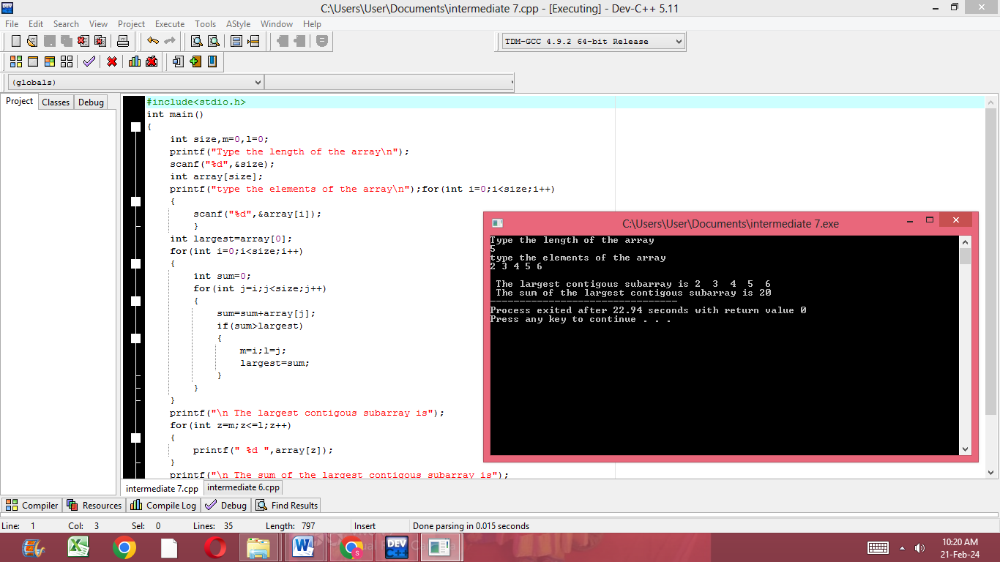 C:\Users\User\Documents\intermediate 7.cpp - [Executing] - Dev-C++ 5.11
File Edit Search View Project Execute Tools AStyle Window Help
TDM-GCC 4.9.2 64-bit Release
(globals)
Project Classes Debug
#include<stdio.h>
int main()
{
int size,m=0,l=0;
printf("Type the length of the array\n");
scanf("%d",&size);
int array[size];
printf("type the elements of the array\n");for(int i=0;i<size;i++)
{
scanf("%d",&array[i]);
}
int largest=array[0];
for(int i=0;i<size;i++)
{
int sum=0;
for(int j=i;j<size;j++)
{
sum=sum+array[j];
if(sum>largest)
{
m=i;l=j;
largest=sum;
}
}
}
printf("\n The largest contigous subarray is");
for(int z=m;z<=l;z++)
{
printf(" %d ",array[z]);
}
printf("\n The sum of the largest contigous subarray is");
C:\Users\User\Documents\intermediate 7.exe
Type the length of the array
5
type the elements of the array
2 3 4 5 6
The largest contigous subarray is 2 3 4 5 6
The sum of the largest contigous subarray is 20
--------------------------------
Process exited after 22.94 seconds with return value 0
Press any key to continue . . .
intermediate 7.cpp intermediate 6.cpp
Compiler Resources Compile Log Debug Find Results
Line: 1 Col: 3 Sel: 0 Lines: 35 Length: 797 Insert Done parsing in 0.015 seconds
DEV C++
10:20 AM
21-Feb-24